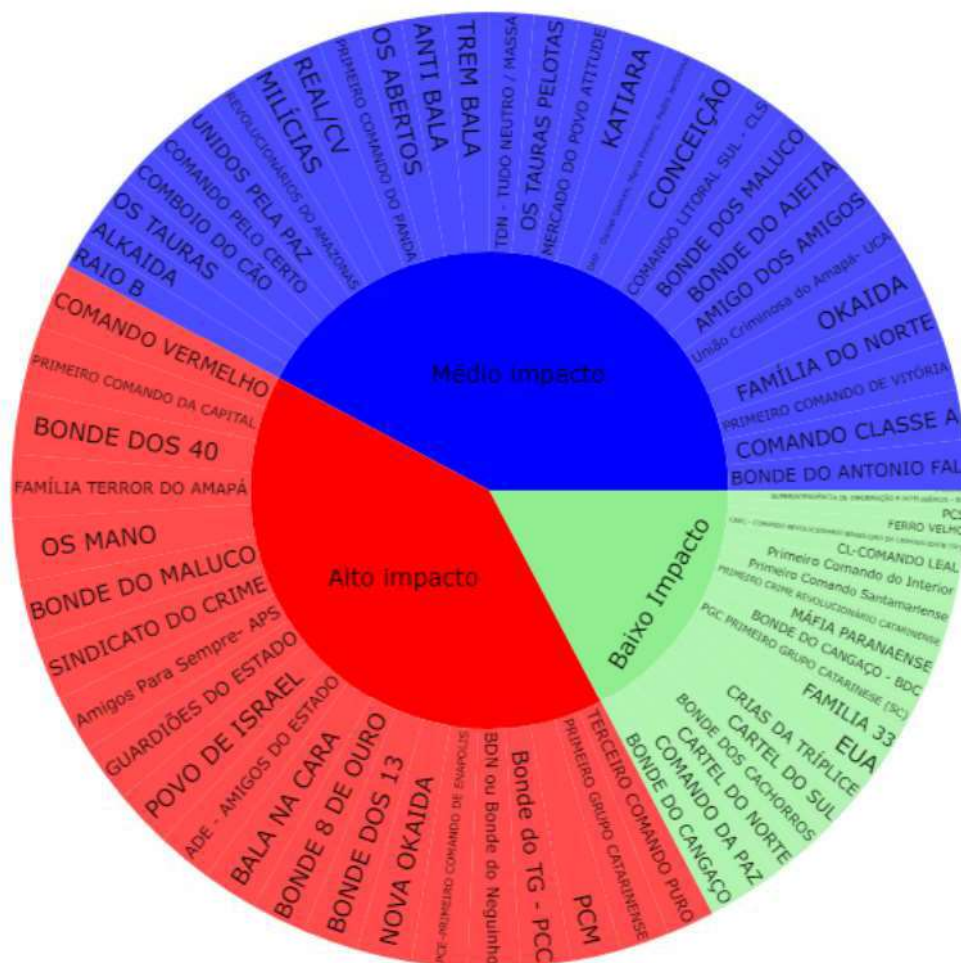 Médio impacto
RAIO B
ALKAIDA
OS TAURAS
COMBOIO DO CÃO
COMANDO PELO CERTO
UNIDOS PELA PAZ
REVOLUCIONÁRIOS DO AMAZONAS
MILÍCIAS
REAL/CV
PRIMEIRO COMANDO DO PANDA
OS ABERTOS
ANTI BALA
TREM BALA
TDN - TUDO NEUTRO / MASSA
OS TAURAS PELOTAS
MERCADO DO POVO ATITUDE
KATIARA
CONCEIÇÃO
COMANDO LITORAL SUL - CLS
BONDE DOS MALUCO
BONDE DO AJEITA
AMIGO DOS AMIGOS
União Criminosa do Amapá- UCA
OKAIDA
FAMÍLIA DO NORTE
PRIMEIRO COMANDO DE VITÓRIA
COMANDO CLASSE A
BONDE DO ANTONIO FAL
Alto impacto
COMANDO VERMELHO
PRIMEIRO COMANDO DA CAPITAL
BONDE DOS 40
FAMÍLIA TERROR DO AMAPÁ
OS MANO
BONDE DO MALUCO
SINDICATO DO CRIME
Amigos Para Sempre- APS
GUARDIÕES DO ESTADO
POVO DE ISRAEL
ADE - AMIGOS DO ESTADO
BALA NA CARA
BONDE 8 DE OURO
BONDE DOS 13
NOVA OKAIDA
PCE-PRIMEIRO COMANDO DE ENAPOLIS
BDN ou Bonde do Neguinho
Bonde do TG - PCC
PCM
PRIMEIRO GRUPO CATARINENSE
TERCEIRO COMANDO PURO
Baixo Impacto
PCS
FERRO VELHO
CL-COMANDO LEAL
Primeiro Comando do Interior
Primeiro Comando Santamariense
PRIMEIRO CRIME REVOLUCIONÁRIO CATARINENSE
MÁFIA PARANAENSE
BONDE DO CANGAÇO - BDC
PGC PRIMEIRO GRUPO CATARINESE (SC)
FAMILIA 33
EUA
CRIAS DA TRÍPLICE
CARTEL DO SUL
BONDE DOS CACHORROS
CARTEL DO NORTE
COMANDO DA PAZ
BONDE DO CANGAÇO